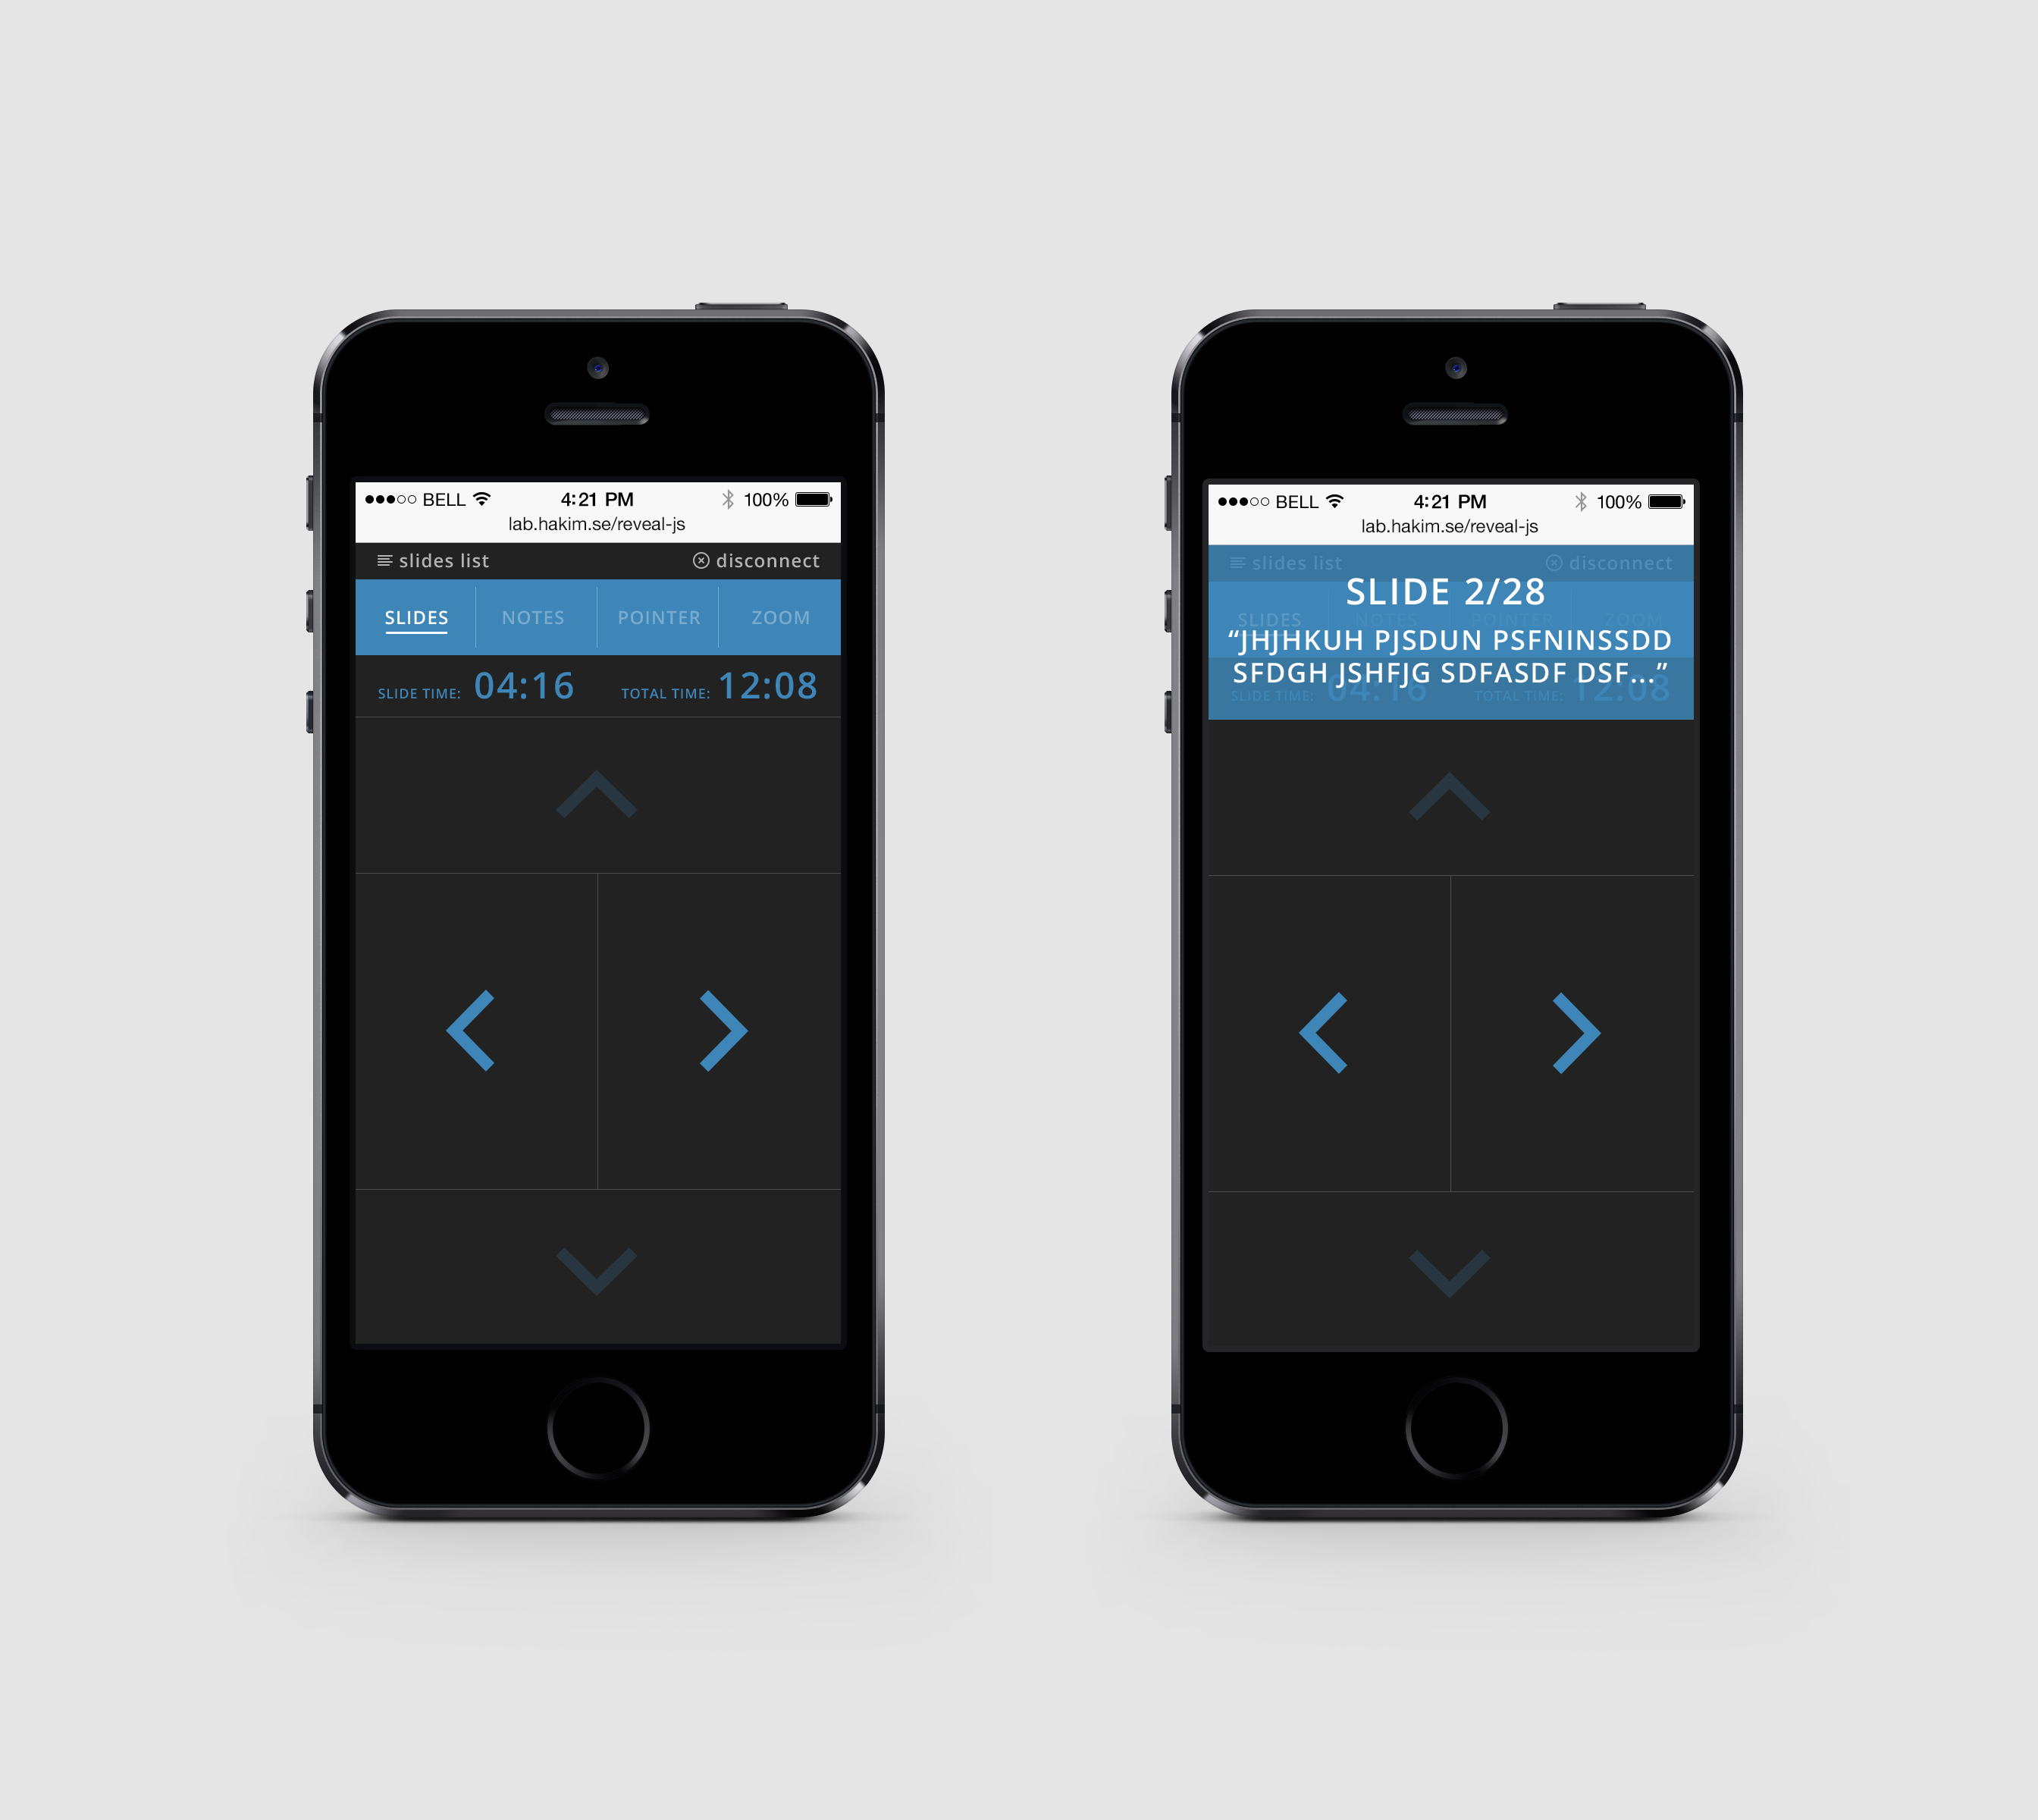 BELL 4:21 PM 100%
lab.hakim.se/reveal-js
slides list disconnect
SLIDES NOTES POINTER ZOOM
SLIDE TIME: 04:16 TOTAL TIME: 12:08
BELL 4:21 PM 100%
lab.hakim.se/reveal-js
slides list disconnect
SLIDE 2/28
SLIDES NOTES POINTER ZOOM
“JHJHKUH PJSDUN PSFNINSSDD
SFDGH JSHFJG SDFASDF DSF...”
SLIDE TIME: 04:16 TOTAL TIME: 12:08